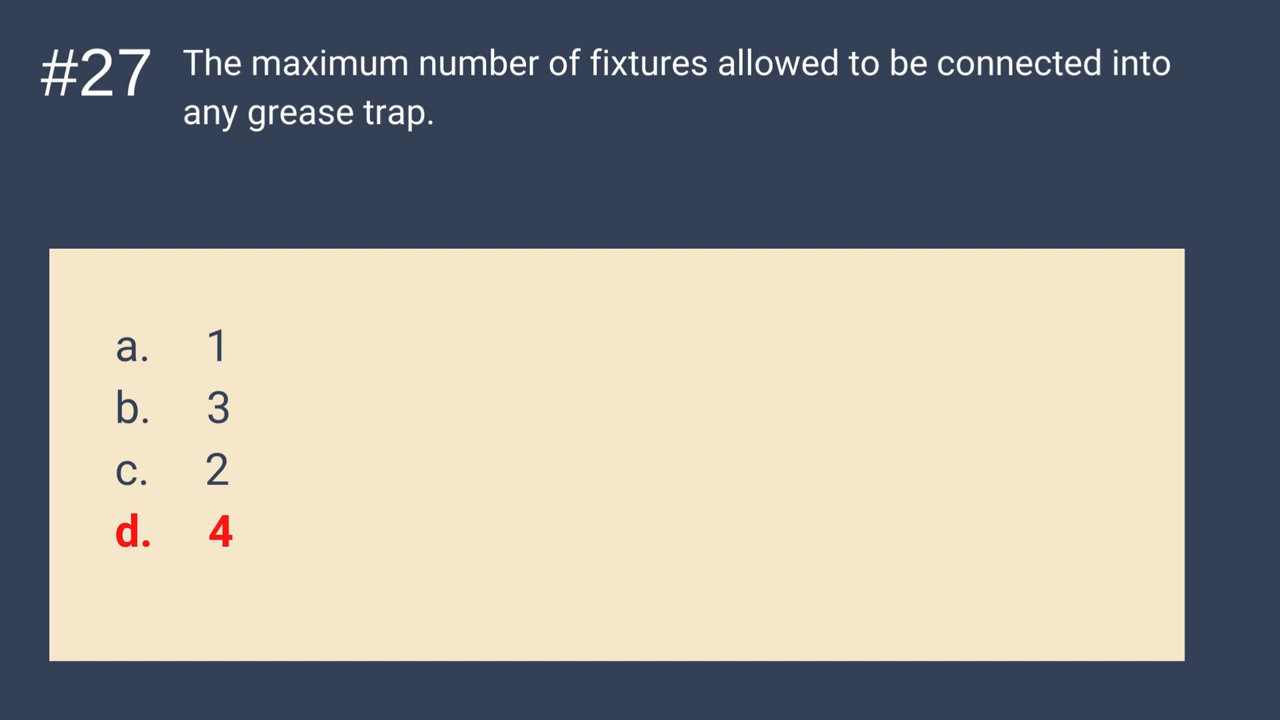 #27 The maximum number of fixtures allowed to be connected into
any grease trap.
a. 1
b. 3
c. 2
d. 4